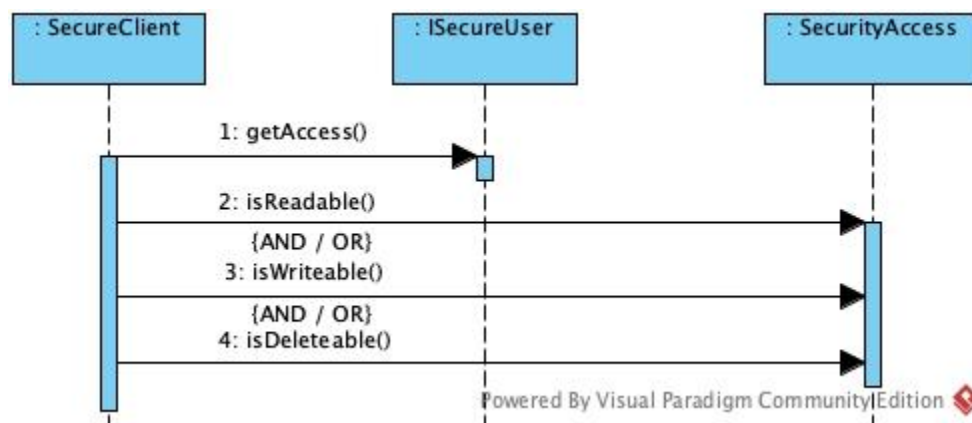 : SecureClient
: ISecureUser
: SecurityAccess
1: getAccess()
2: isReadable()
{AND / OR}
3: isWriteable()
{AND / OR}
4: isDeleteable()
Powered By Visual Paradigm Community Edition